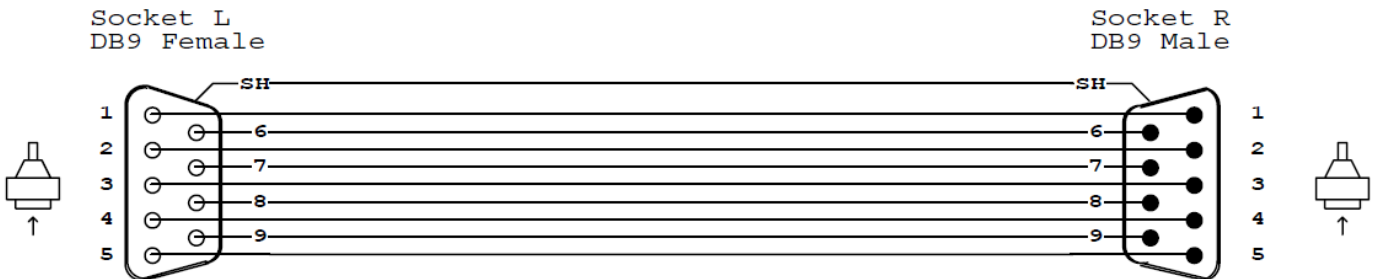 Socket L
DB9 Female
Socket R
DB9 Male
SH SH
1 1
6 6
2 2
7 7
3 3
8 8
4 4
9 9
5 5